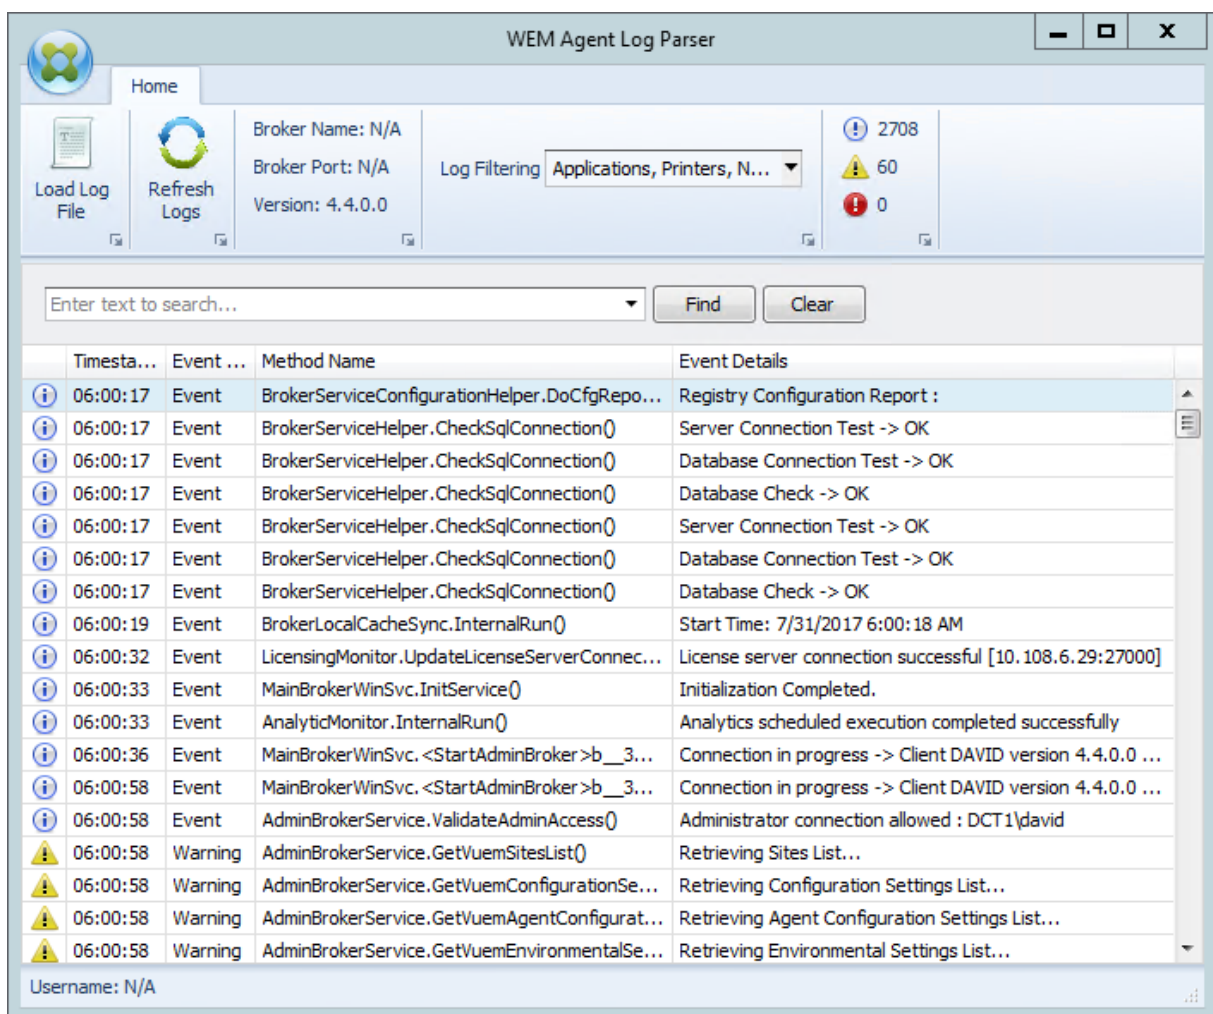 WEM Agent Log Parser
Home
Load Log File
Refresh Logs
Broker Name: N/A
Broker Port: N/A
Version: 4.4.0.0
Log Filtering Applications, Printers, N...
2708
60
0
Enter text to search...
Find Clear
Timesta... Event ... Method Name Event Details
06:00:17 Event BrokerServiceConfigurationHelper.DoCfgRepo... Registry Configuration Report :
06:00:17 Event BrokerServiceHelper.CheckSqlConnection() Server Connection Test -> OK
06:00:17 Event BrokerServiceHelper.CheckSqlConnection() Database Connection Test -> OK
06:00:17 Event BrokerServiceHelper.CheckSqlConnection() Database Check -> OK
06:00:17 Event BrokerServiceHelper.CheckSqlConnection() Server Connection Test -> OK
06:00:17 Event BrokerServiceHelper.CheckSqlConnection() Database Connection Test -> OK
06:00:17 Event BrokerServiceHelper.CheckSqlConnection() Database Check -> OK
06:00:19 Event BrokerLocalCacheSync.InternalRun() Start Time: 7/31/2017 6:00:18 AM
06:00:32 Event LicensingMonitor.UpdateLicenseServerConnec... License server connection successful [10.108.6.29:27000]
06:00:33 Event MainBrokerWinSvc.InitService() Initialization Completed.
06:00:33 Event AnalyticMonitor.InternalRun() Analytics scheduled execution completed successfully
06:00:36 Event MainBrokerWinSvc.<StartAdminBroker>b__3... Connection in progress -> Client DAVID version 4.4.0.0 ...
06:00:58 Event MainBrokerWinSvc.<StartAdminBroker>b__3... Connection in progress -> Client DAVID version 4.4.0.0 ...
06:00:58 Event AdminBrokerService.ValidateAdminAccess() Administrator connection allowed : DCT1\david
06:00:58 Warning AdminBrokerService.GetVuemSitesList() Retrieving Sites List...
06:00:58 Warning AdminBrokerService.GetVuemConfigurationSe... Retrieving Configuration Settings List...
06:00:58 Warning AdminBrokerService.GetVuemAgentConfigurat... Retrieving Agent Configuration Settings List...
06:00:58 Warning AdminBrokerService.GetVuemEnvironmentalSe... Retrieving Environmental Settings List...
Username: N/A